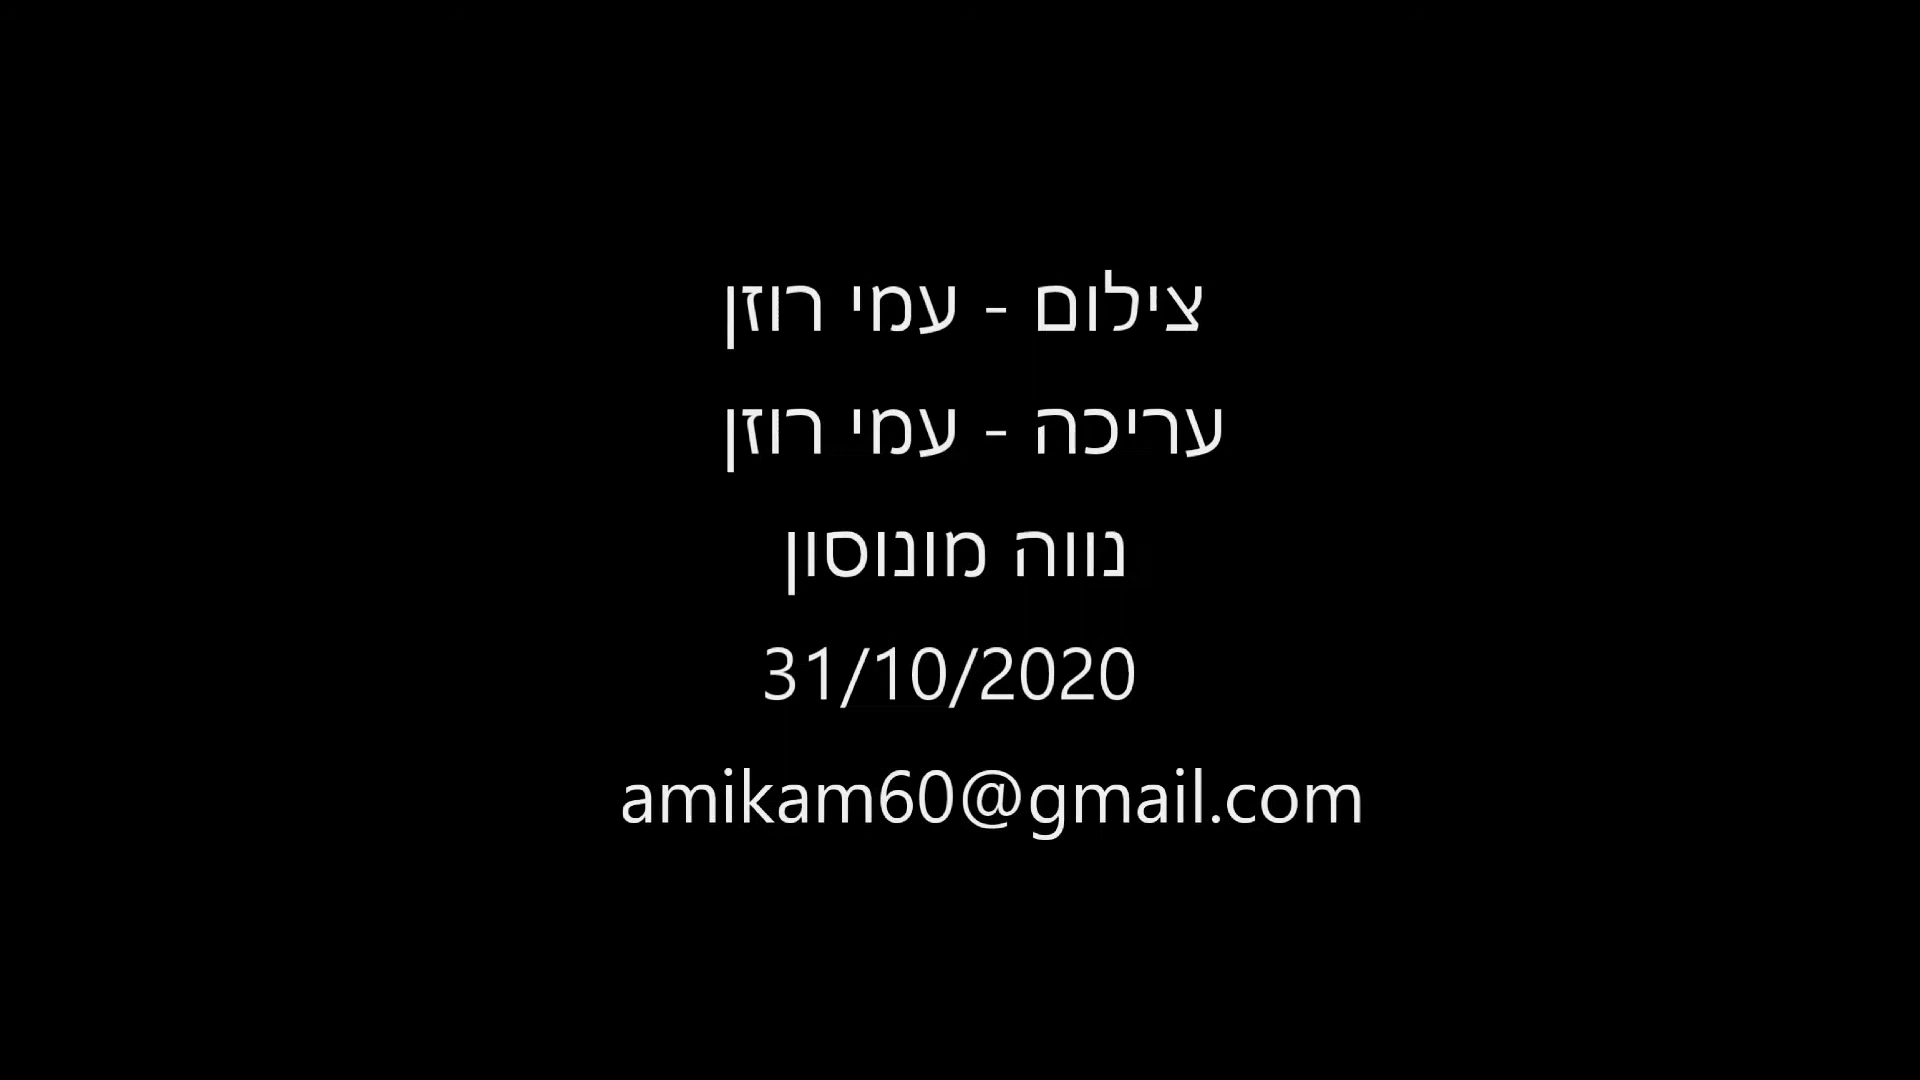 צילום - עמי רוזן
עריכה - עמי רוזן
נווה מונוסון
31/10/2020
amikam60@gmail.com